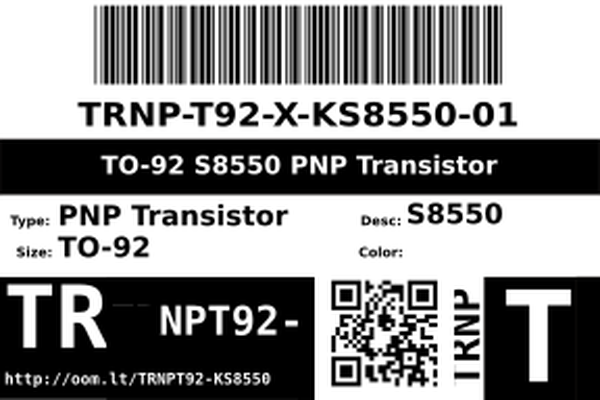 TRNP-T92-X-KS8550-01
TO-92 S8550 PNP Transistor
Type: PNP Transistor
Desc: S8550
Size: TO-92
Color:
TR NPT92-
http://oom.lt/TRNPT92-KS8550
TRNP
T